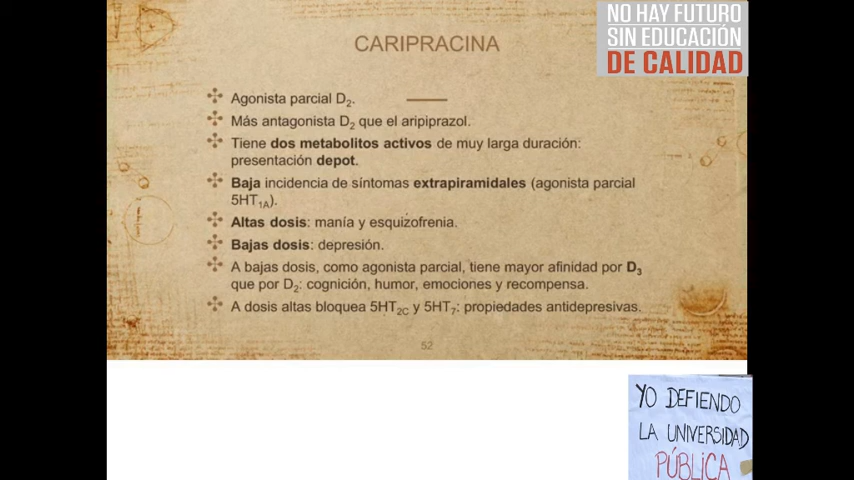 NO HAY FUTURO
SIN EDUCACIÓN
DE CALIDAD
CARIPRACINA
Agonista parcial D2.
Más antagonista D2 que el aripiprazol.
Tiene dos metabolitos activos de muy larga duración:
presentación depot.
Baja incidencia de síntomas extrapiramidales (agonista parcial
5HT1A).
Altas dosis: manía y esquizofrenia.
Bajas dosis: depresión.
A bajas dosis, como agonista parcial, tiene mayor afinidad por D3
que por D2: cognición, humor, emociones y recompensa.
A dosis altas bloquea 5HT2C y 5HT7: propiedades antidepresivas.
52
YO DEFIENDO
LA UNIVERSIDAD
PÚBLICA